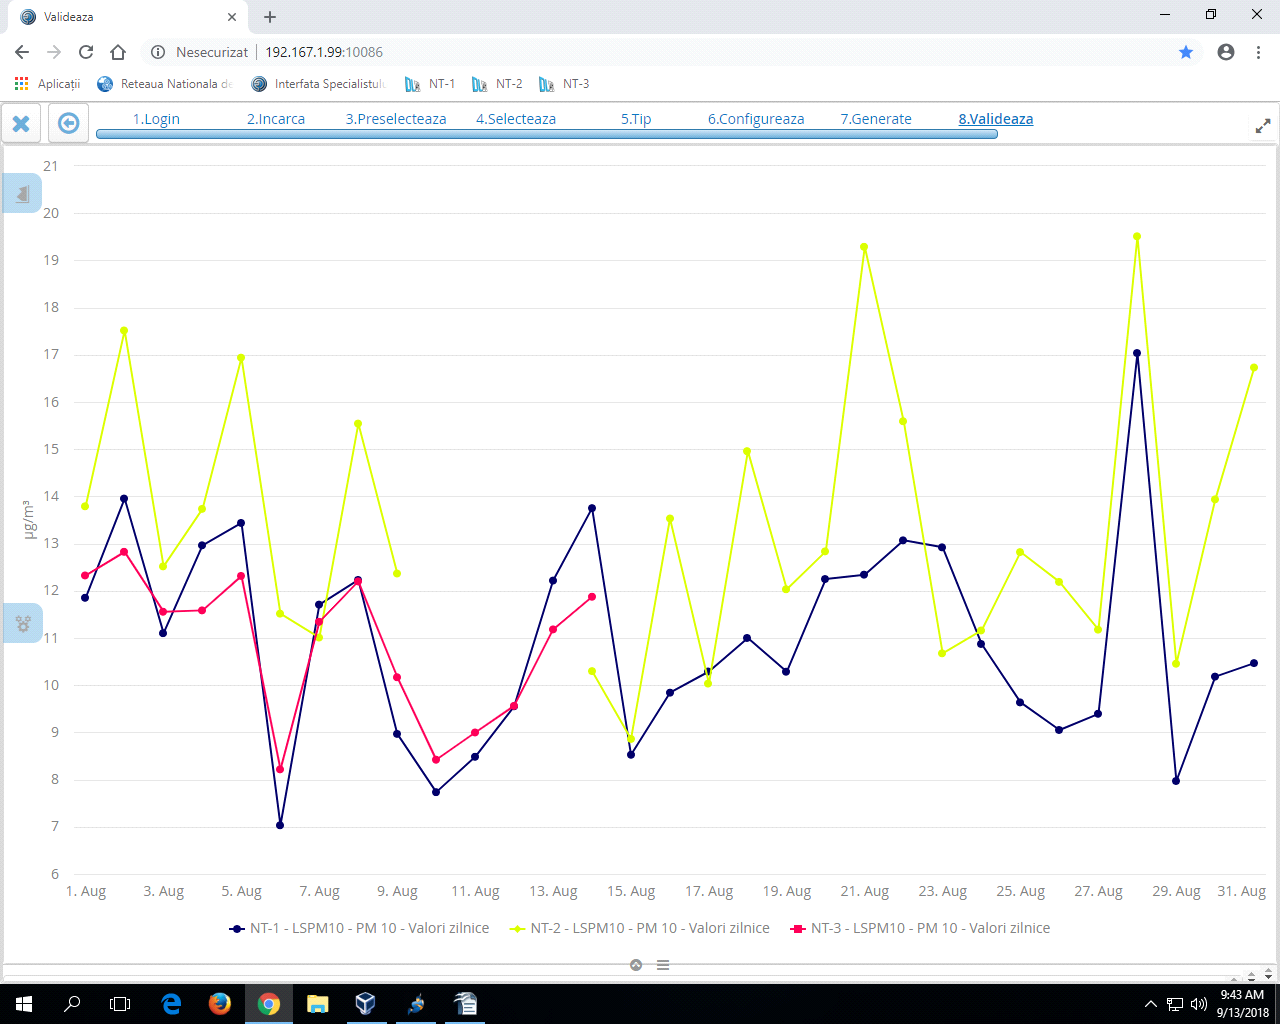 Valideaza
Nesecurizat 192.167.1.99:10086
Aplicații Reteaua Nationala de Interfata Specialistulu NT-1 NT-2 NT-3
1.Login 2.Incarca 3.Preselecteaza 4.Selecteaza 5.Tip 6.Configureaza 7.Generate 8.Valideaza
21
20
19
18
17
16
15
14
13
12
11
10
9
8
7
6
µg/m³
1. Aug 3. Aug 5. Aug 7. Aug 9. Aug 11. Aug 13. Aug 15. Aug 17. Aug 19. Aug 21. Aug 23. Aug 25. Aug 27. Aug 29. Aug 31. Aug
NT-1 - LSPM10 - PM 10 - Valori zilnice NT-2 - LSPM10 - PM 10 - Valori zilnice NT-3 - LSPM10 - PM 10 - Valori zilnice
9:43 AM
9/13/2018